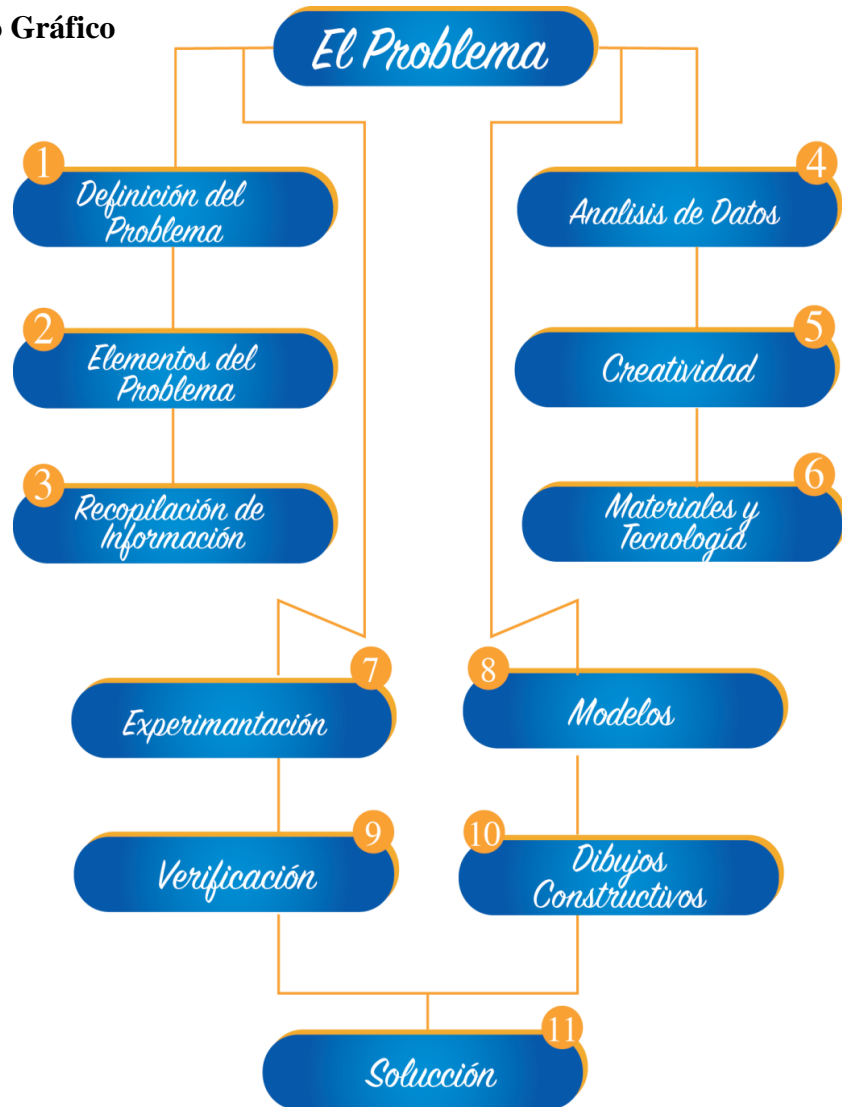 o Gráfico
El Problema
1
Definición del
Problema
2
Elementos del
Problema
3
Recopilación de
Información
4
Analisis de Datos
5
Creatividad
6
Materiales y
Tecnología
7
Experimantación
8
Modelos
9
Verificación
10
Dibujos
Constructivos
11
Solucción